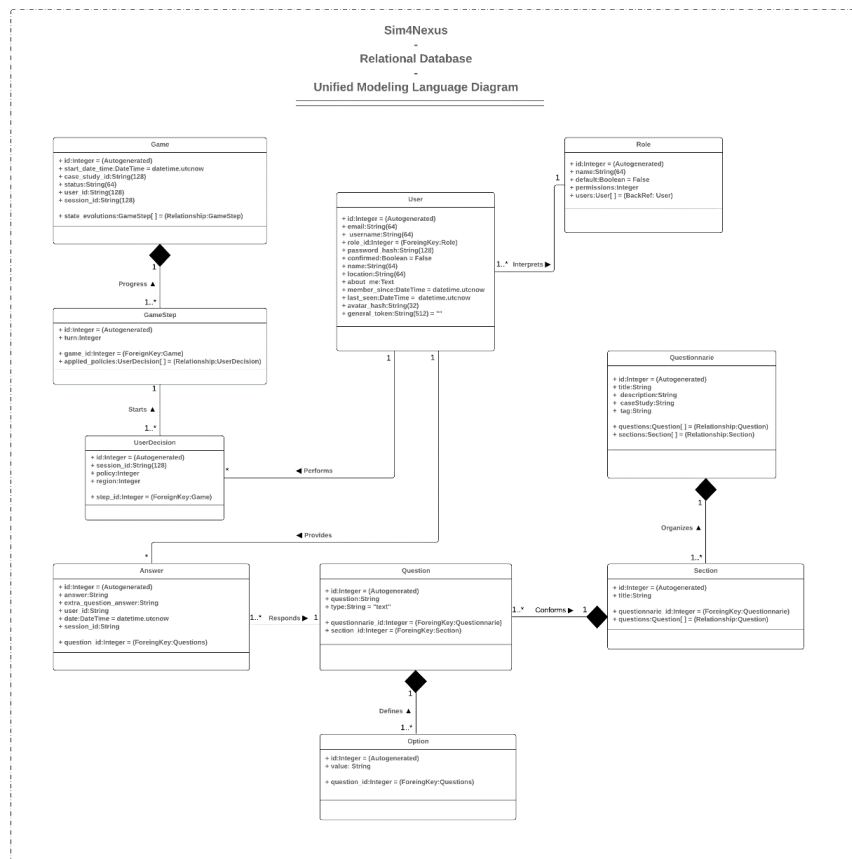 Sim4Nexus
-
Relational Database
-
Unified Modeling Language Diagram
Game
+ id:Integer = (Autogenerated)
+ start_date_time:DateTime = datetime.utcnow
+ case_study_id:String(128)
+ status:String(64)
+ user_id:String(128)
+ session_id:String(128)
+ state_evolutions:GameStep[ ] = (Relationship:GameStep)
1
Progress ▲
1..*
GameStep
+ id:Integer = (Autogenerated)
+ turn:Integer
+ game_id:Integer = (ForeignKey:Game)
+ applied_policies:UserDecision[ ] = (Relationship:UserDecision)
1
Starts ▲
1..*
UserDecision
+ id:Integer = (Autogenerated)
+ session_id:String(128)
+ policy:Integer
+ region:Integer
+ step_id:Integer = (ForeignKey:Game)
*
◄ Performs
1
User
+ id:Integer = (Autogenerated)
+ email:String(64)
+ username:String(64)
+ role_id:Integer = (ForeingKey:Role)
+ password_hash:String(128)
+ confirmed:Boolean = False
+ name:String(64)
+ location:String(64)
+ about_me:Text
+ member_since:DateTime = datetime.utcnow
+ last_seen:DateTime = datetime.utcnow
+ avatar_hash:String(32)
+ general_token:String(512) = ""
1..* Interprets ►
1
Role
+ id:Integer = (Autogenerated)
+ name:String(64)
+ default:Boolean = False
+ permissions:Integer
+ users:User[ ] = (BackRef: User)
1
◄ Provides
*
Questionnarie
+ id:Integer = (Autogenerated)
+ title:String
+ description:String
+ caseStudy:String
+ tag:String
+ questions:Question[ ] = (Relationship:Question)
+ sections:Section[ ] = (Relationship:Section)
1
Organizes ▲
1..*
Answer
+ id:Integer = (Autogenerated)
+ answer:String
+ extra_question_answer:String
+ user_id:String
+ date:DateTime = datetime.utcnow
+ session_id:String
+ question_id:Integer = (ForeingKey:Questions)
1..* Responds ► 1
Question
+ id:Integer = (Autogenerated)
+ question:String
+ type:String = "text"
+ questionnarie_id:Integer = (ForeingKey:Questionnarie)
+ section_id:Integer = (ForeingKey:Section)
1..* Conforms ► 1
Section
+ id:Integer = (Autogenerated)
+ title:String
+ questionnarie_id:Integer = (ForeingKey:Questionnarie)
+ questions:Question[ ] = (Relationship:Question)
1
Defines ▲
1..*
Option
+ id:Integer = (Autogenerated)
+ value: String
+ question_id:Integer = (ForeingKey:Questions)